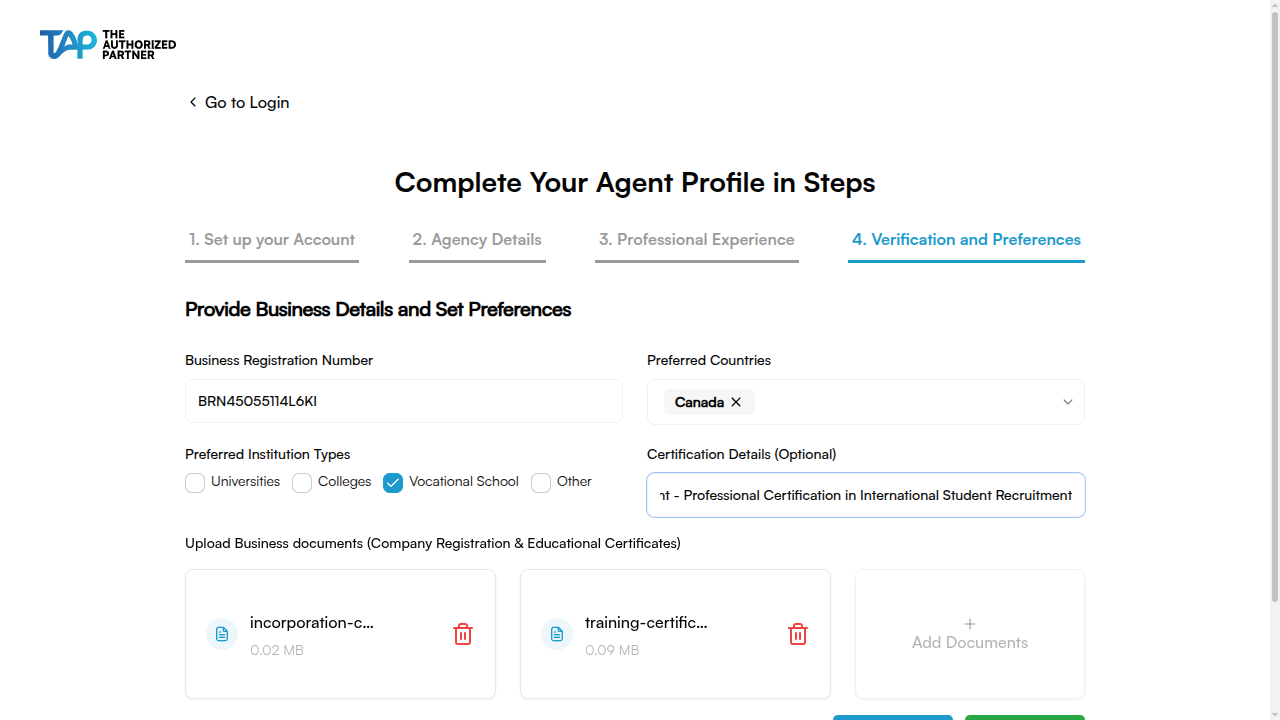 TAP THE
AUTHORIZED
PARTNER
Go to Login
Complete Your Agent Profile in Steps
1. Set up your Account 2. Agency Details 3. Professional Experience 4. Verification and Preferences
Provide Business Details and Set Preferences
Business Registration Number Preferred Countries
BRN45055114L6KI Canada
Preferred Institution Types Certification Details (Optional)
Universities Colleges Vocational School Other
- Professional Certification in International Student Recruitment
Upload Business documents (Company Registration & Educational Certificates)
incorporation-c... training-certific...
0.02 MB 0.09 MB
+
Add Documents